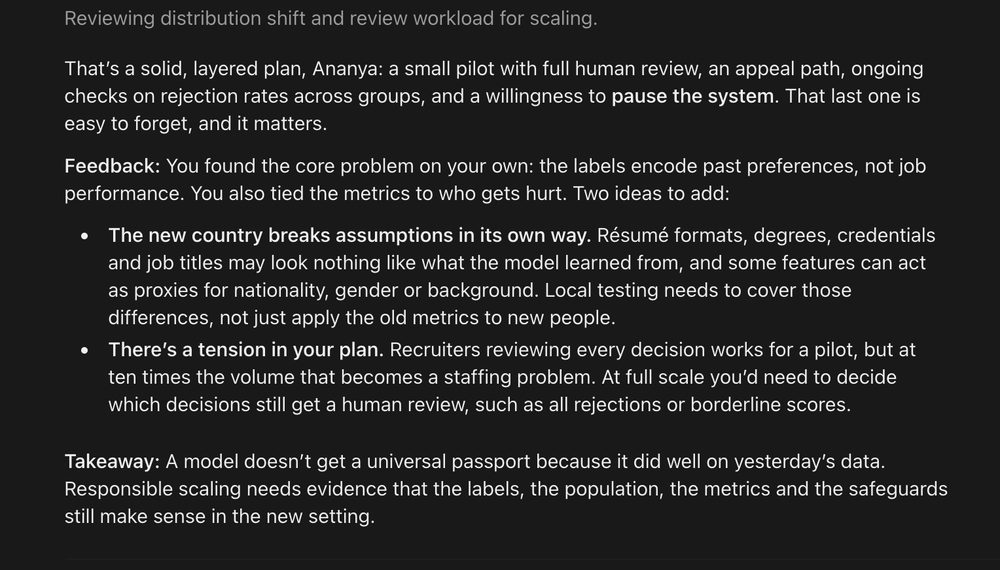 Reviewing distribution shift and review workload for scaling.
That’s a solid, layered plan, Ananya: a small pilot with full human review, an appeal path, ongoing
checks on rejection rates across groups, and a willingness to pause the system. That last one is
easy to forget, and it matters.
Feedback: You found the core problem on your own: the labels encode past preferences, not job
performance. You also tied the metrics to who gets hurt. Two ideas to add:
• The new country breaks assumptions in its own way. Résumé formats, degrees, credentials
and job titles may look nothing like what the model learned from, and some features can act
as proxies for nationality, gender or background. Local testing needs to cover those
differences, not just apply the old metrics to new people.
• There’s a tension in your plan. Recruiters reviewing every decision works for a pilot, but at
ten times the volume that becomes a staffing problem. At full scale you’d need to decide
which decisions still get a human review, such as all rejections or borderline scores.
Takeaway: A model doesn’t get a universal passport because it did well on yesterday’s data.
Responsible scaling needs evidence that the labels, the population, the metrics and the safeguards
still make sense in the new setting.